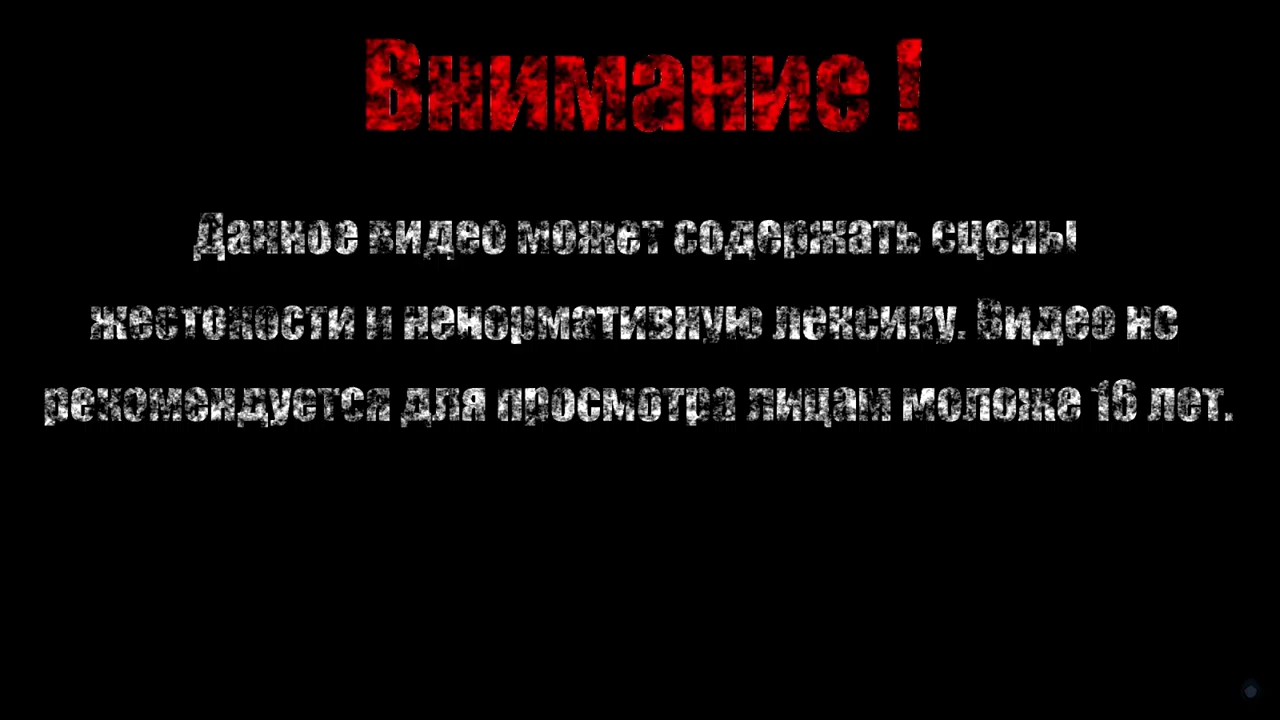 Внимание !
Данное видео может содержать сцены
жестокости и ненормативную лексику. Видео не
рекомендуется для просмотра лицам моложе 16 лет.